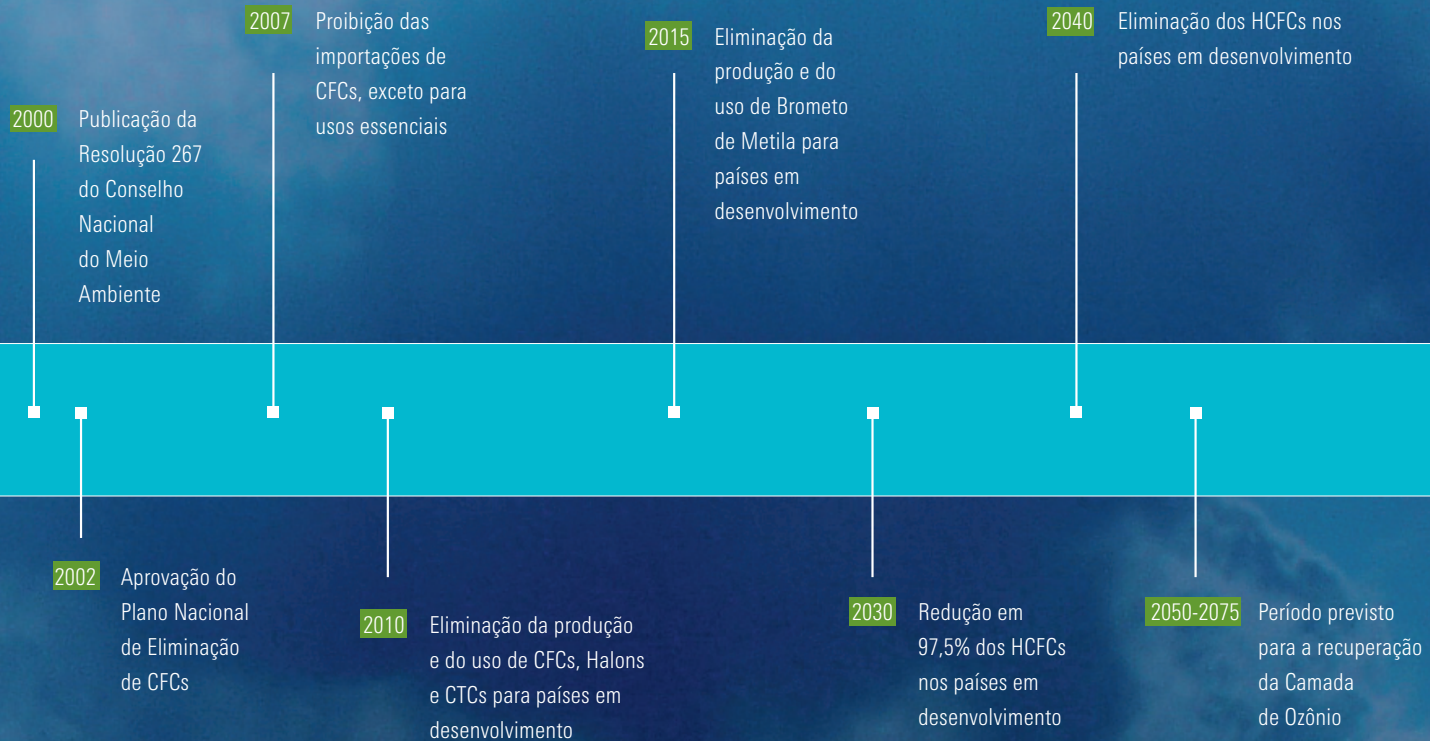 2000 Publicação da
Resolução 267
do Conselho
Nacional
do Meio
Ambiente
2002 Aprovação do
Plano Nacional
de Eliminação
de CFCs
2007 Proibição das
importações de
CFCs, exceto para
usos essenciais
2010 Eliminação da produção
e do uso de CFCs, Halons
e CTCs para países em
desenvolvimento
2015 Eliminação da
produção e do
uso de Brometo
de Metila para
países em
desenvolvimento
2030 Redução em
97,5% dos HCFCs
nos países em
desenvolvimento
2040 Eliminação dos HCFCs nos
países em desenvolvimento
2050-2075 Período previsto
para a recuperação
da Camada
de Ozônio